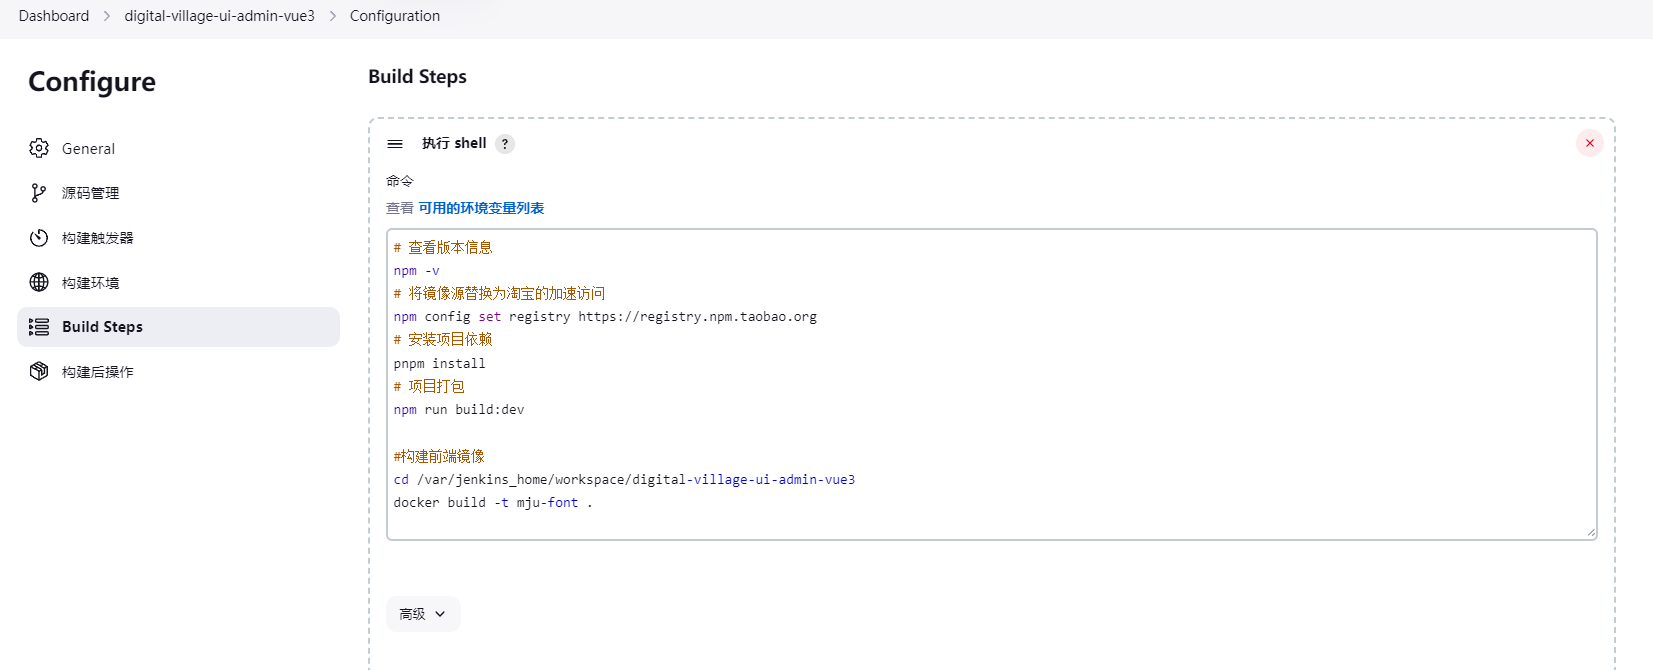 Dashboard > digital-village-ui-admin-vue3 > Configuration
Configure
General
源码管理
构建触发器
构建环境
Build Steps
构建后操作
Build Steps
执行 shell ?
命令
查看 可用的环境变量列表
# 查看版本信息
npm -v
# 将镜像源替换为淘宝的加速访问
npm config set registry https://registry.npm.taobao.org
# 安装项目依赖
pnpm install
# 项目打包
npm run build:dev
#构建前端镜像
cd /var/jenkins_home/workspace/digital-village-ui-admin-vue3
docker build -t mju-font .
高级